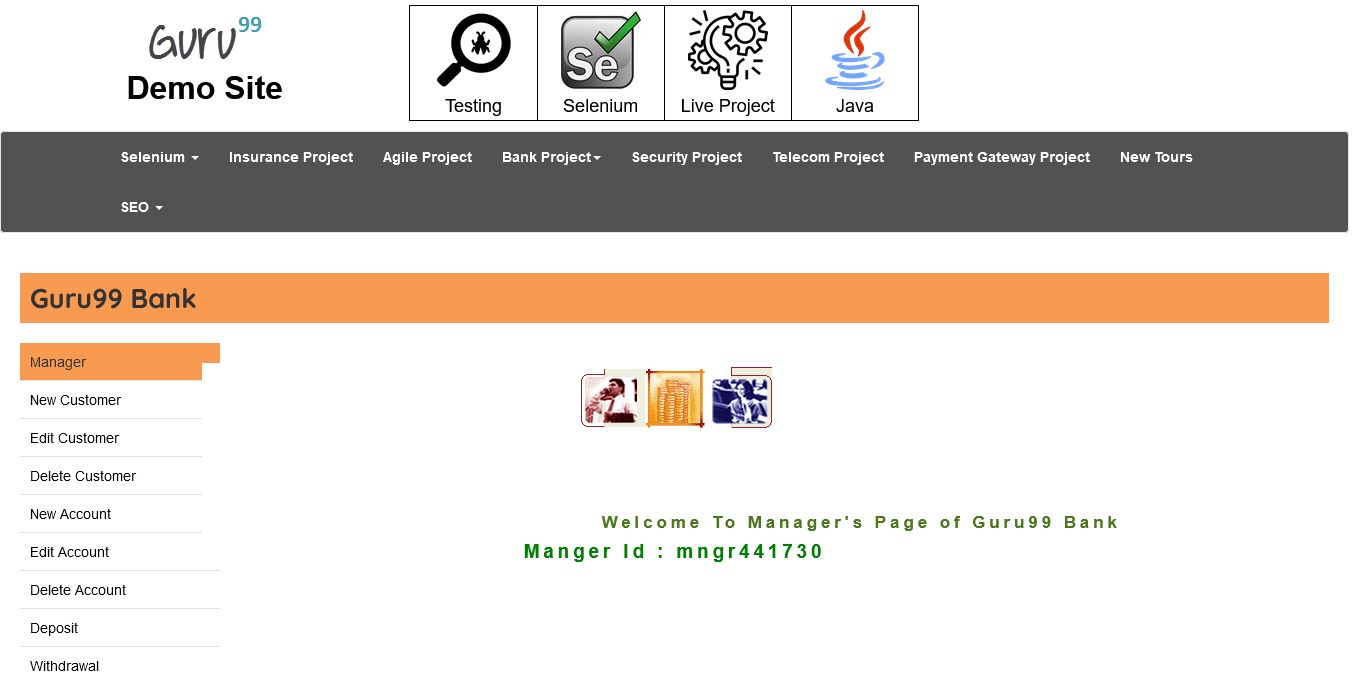 Guru99
Demo Site
Se
Testing
Selenium
Live Project
Java
Selenium
Insurance Project
Agile Project
Bank Project
Security Project
Telecom Project
Payment Gateway Project
New Tours
SEO
Guru99 Bank
Manager
New Customer
Edit Customer
Delete Customer
New Account
Edit Account
Delete Account
Deposit
Withdrawal
Welcome To Manager's Page of Guru99 Bank
Manger Id : mngr441730